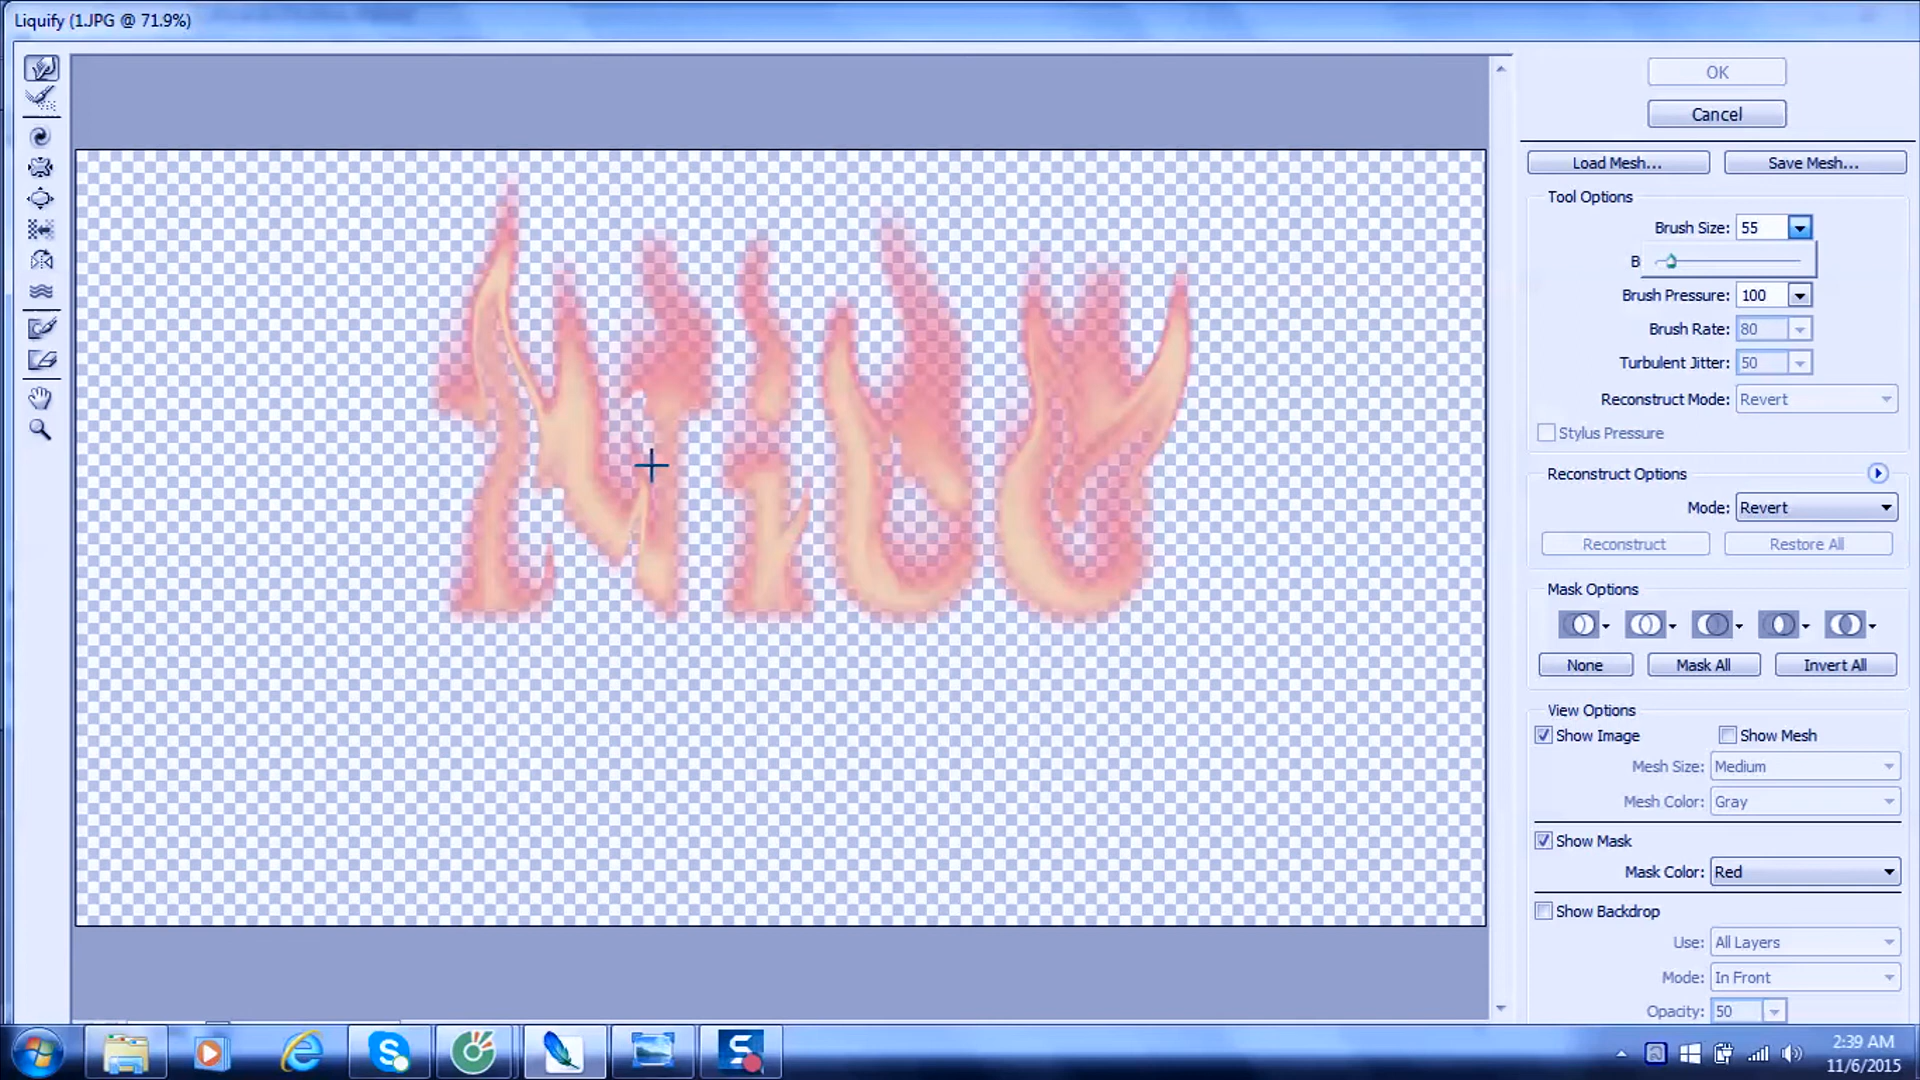 Liquify (1.JPG @ 71.9%)
OK
Cancel
Load Mesh... Save Mesh...
Tool Options
Brush Size: 55
B
Brush Pressure: 100
Brush Rate: 80
Turbulent Jitter: 50
Reconstruct Mode: Revert
Stylus Pressure
Reconstruct Options
Mode: Revert
Reconstruct Restore All
Mask Options
None Mask All Invert All
View Options
Show Image Show Mesh
Mesh Size: Medium
Mesh Color: Gray
Show Mask
Mask Color: Red
Show Backdrop
Use: All Layers
Mode: In Front
Opacity: 50
Nice
2:39 AM
11/6/2015